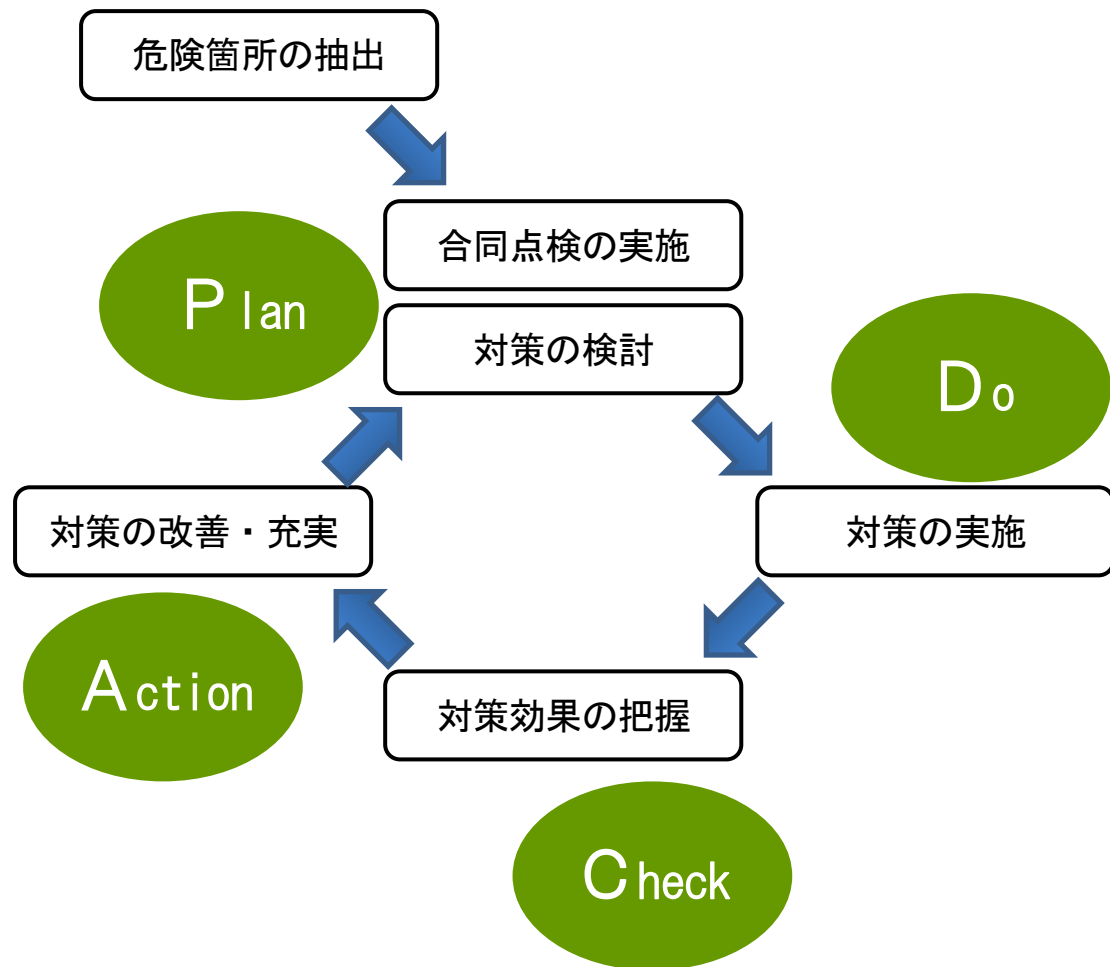 危険箇所の抽出
合同点検の実施
Plan
対策の検討
Do
対策の改善・充実
対策の実施
Action
対策効果の把握
Check